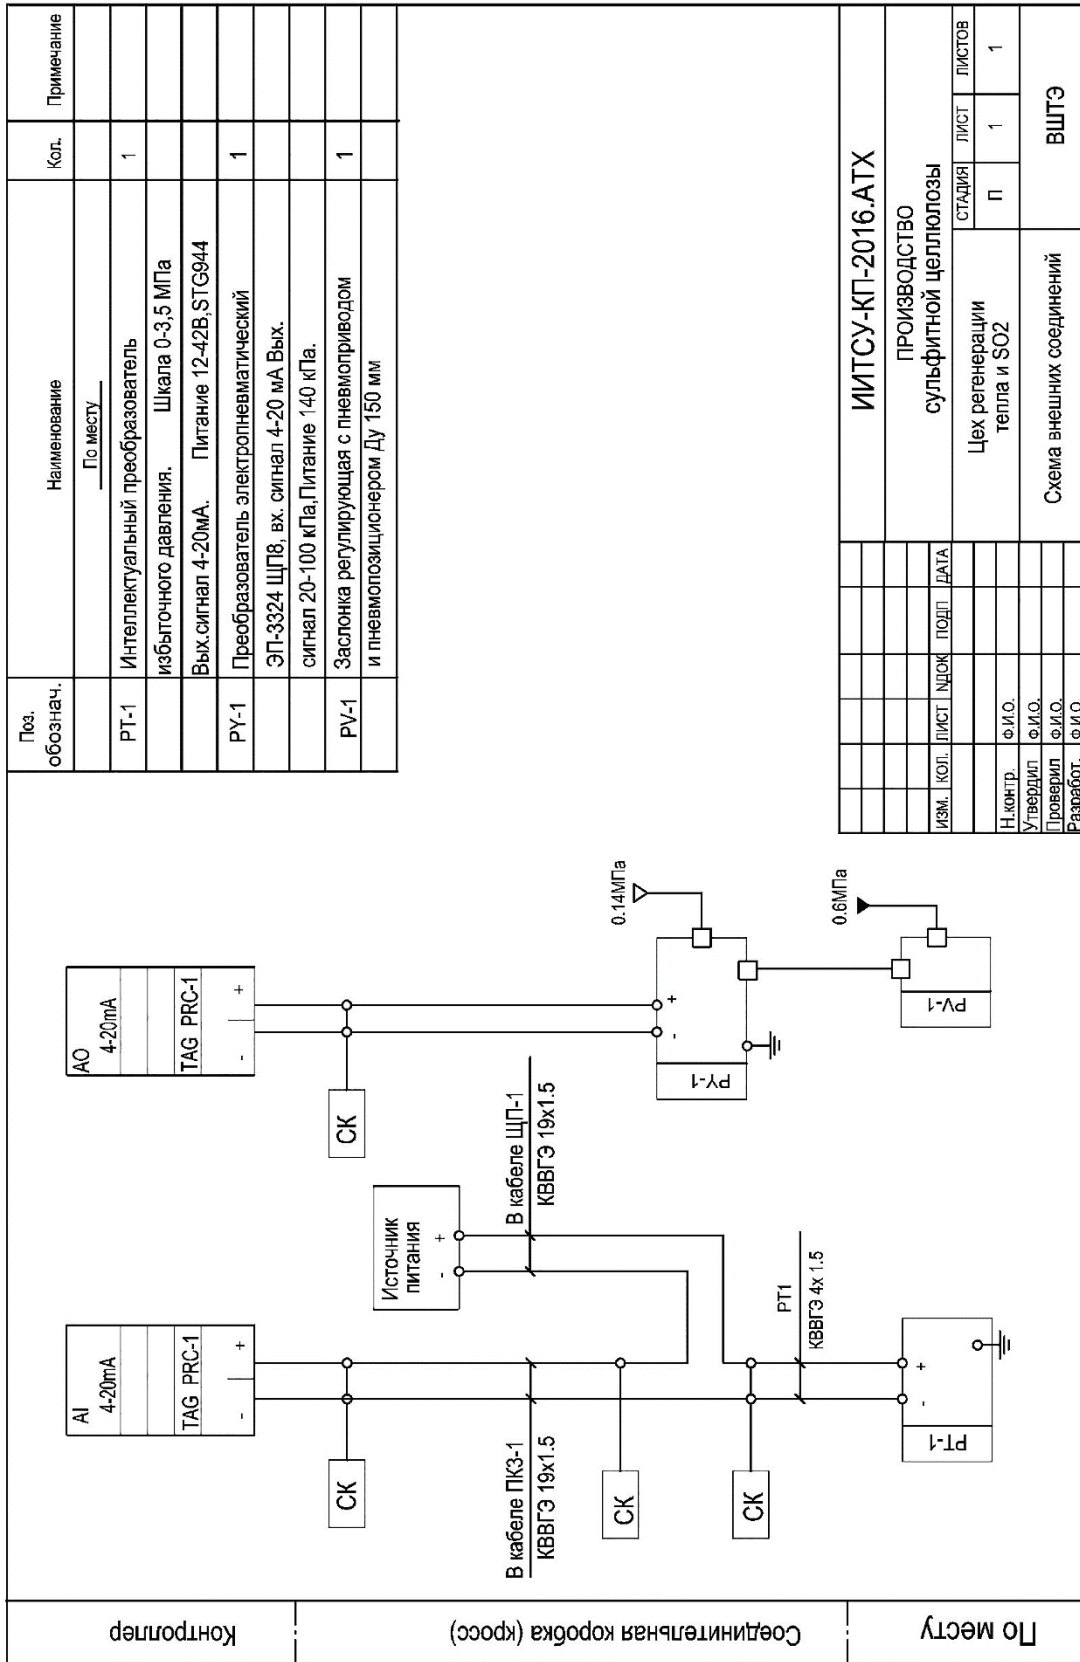 Контроллер
Соединительная коробка (кросс)
По месту
AI
4-20mA
TAG PRC-1
- +
СК
В кабеле ПКЗ-1
КВВГЭ 19x1.5
СК
СК
Источник
питания
- +
В кабеле ЩП-1
КВВГЭ 19x1.5
РТ1
КВВГЭ 4x 1.5
- +
PT-1
AO
4-20mA
TAG PRC-1
- +
СК
- +
PY-1
0.14МПа
PV-1
0.6МПа
Поз. обознач. Наименование Кол. Примечание
По месту
PT-1 Интеллектуальный преобразователь 1
избыточного давления. Шкала 0-3,5 МПа
Вых.сигнал 4-20мА. Питание 12-42В,STG944
PY-1 Преобразователь электропневматический 1
ЭП-3324 ЩП8, вх. сигнал 4-20 мА Вых.
сигнал 20-100 кПа,Питание 140 кПа.
PV-1 Заслонка регулирующая с пневмоприводом 1
и пневмопозиционером Ду 150 мм
ИИТСУ-КП-2016.АТХ
ПРОИЗВОДСТВО
сульфитной целлюлозы
ИЗМ. КОЛ. ЛИСТ NДОК ПОДП ДАТА
Н.контр. Ф.И.О.
Утвердил Ф.И.О.
Проверил Ф.И.О.
Разработ. Ф.И.О.
Цех регенерации
тепла и SO2
СТАДИЯ ЛИСТ ЛИСТОВ
П 1 1
Схема внешних соединений
ВШТЭ